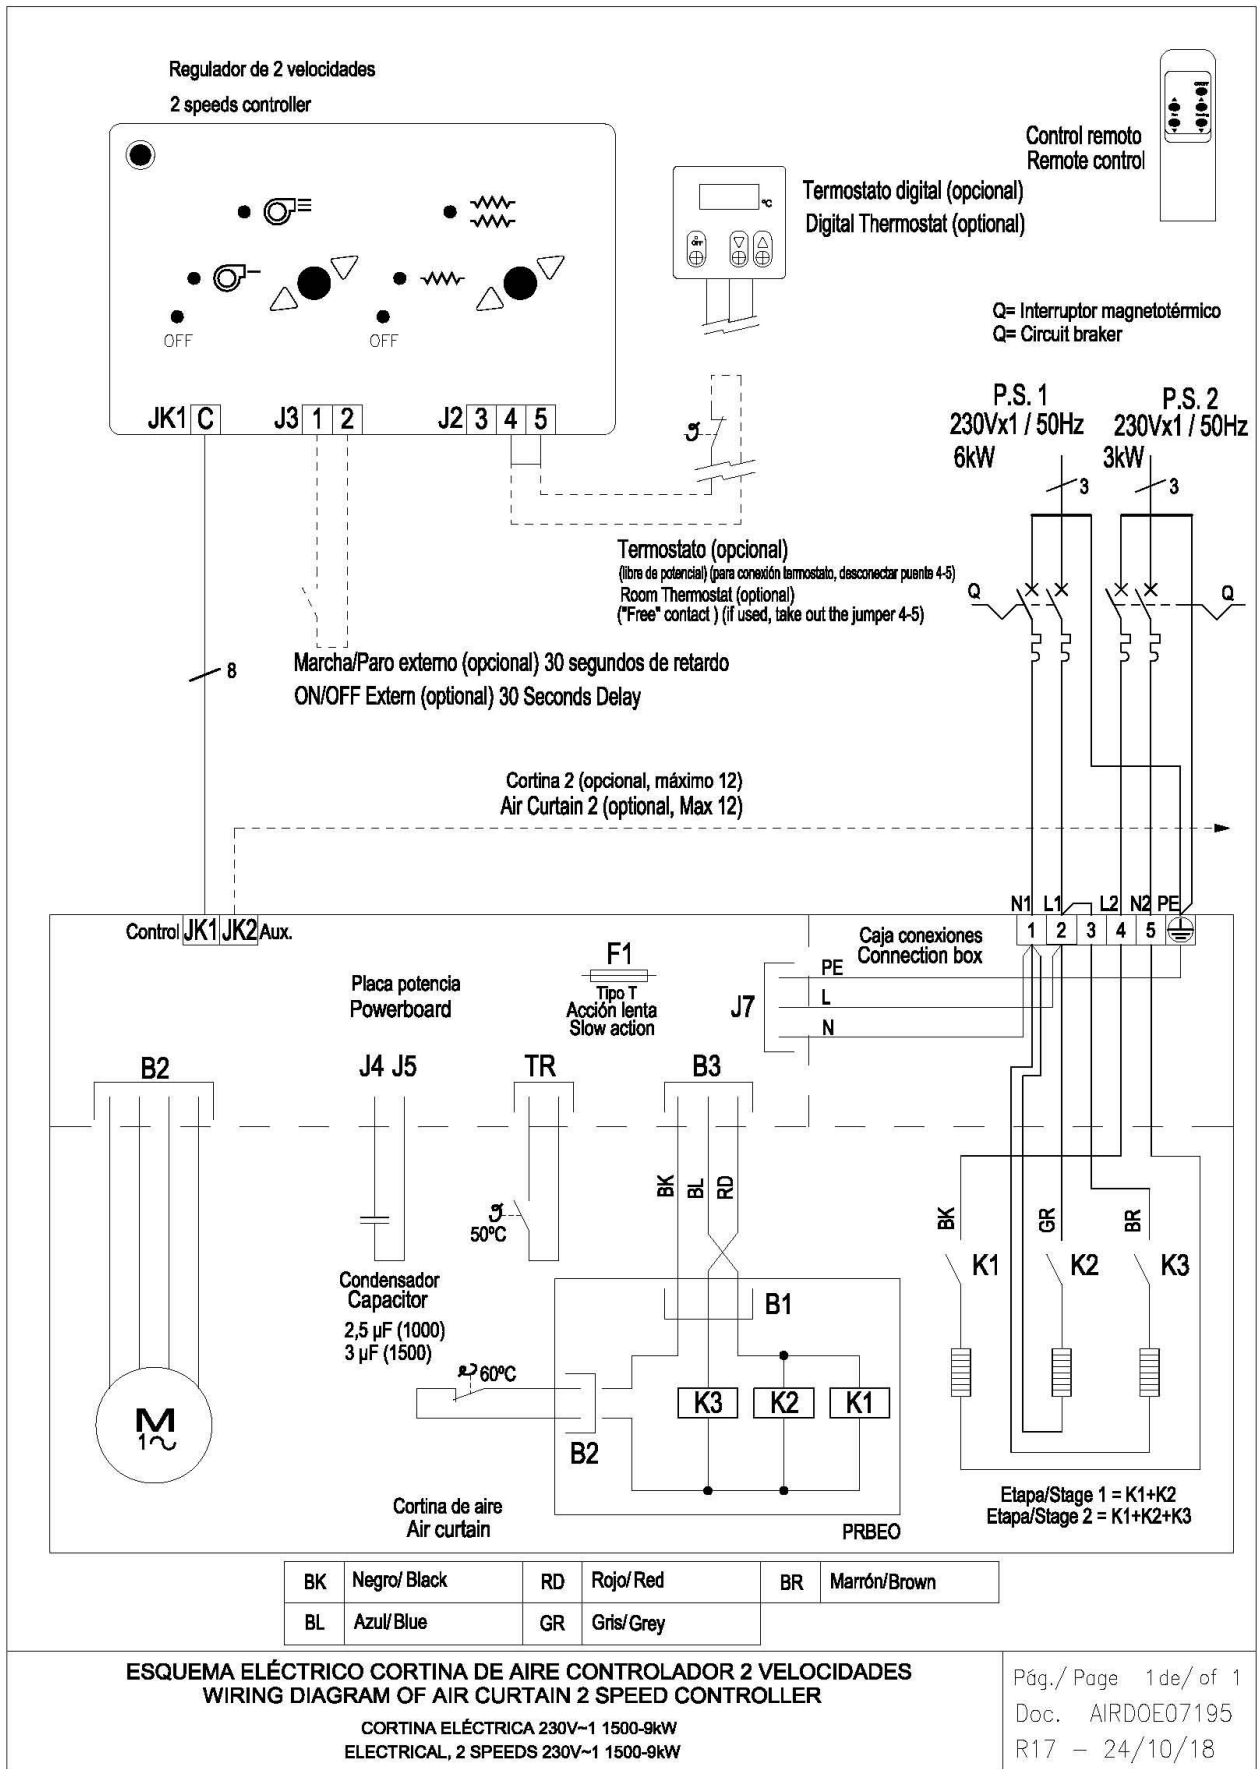 Regulador de 2 velocidades
2 speeds controller
OFF
OFF
JK1 C
J3 1 2
J2 3 4 5
°C
OFF
Termostato digital (opcional)
Digital Thermostat (optional)
Control remoto
Remote control
Q= Interruptor magnetotérmico
Q= Circuit braker
P.S. 1
230Vx1 / 50Hz
6kW
3
P.S. 2
230Vx1 / 50Hz
3kW
3
Q
Q
Termostato (opcional)
(libre de potencial) (para conexión termostato, desconectar puente 4-5)
Room Thermostat (optional)
("Free" contact ) (if used, take out the jumper 4-5)
8
Marcha/Paro externo (opcional) 30 segundos de retardo
ON/OFF Extern (optional) 30 Seconds Delay
Cortina 2 (opcional, máximo 12)
Air Curtain 2 (optional, Max 12)
N1 L1 L2 N2 PE
1 2 3 4 5
Control JK1 JK2 Aux.
Caja conexiones
Connection box
Placa potencia
Powerboard
F1
Tipo T
Acción lenta
Slow action
J7
PE
L
N
B2
J4 J5
TR
B3
BK
BL
RD
50ºC
Condensador
Capacitor
2,5 µF (1000)
3 µF (1500)
60ºC
B1
B2
K3
K2
K1
M
1~
BK
K1
GR
K2
BR
K3
Cortina de aire
Air curtain
PRBEO
Etapa/Stage 1 = K1+K2
Etapa/Stage 2 = K1+K2+K3
BK Negro/ Black RD Rojo/ Red BR Marrón/Brown
BL Azul/ Blue GR Gris/ Grey
ESQUEMA ELÉCTRICO CORTINA DE AIRE CONTROLADOR 2 VELOCIDADES
WIRING DIAGRAM OF AIR CURTAIN 2 SPEED CONTROLLER
CORTINA ELÉCTRICA 230V~1 1500-9kW
ELECTRICAL, 2 SPEEDS 230V~1 1500-9kW
Pág./ Page 1 de/ of 1
Doc. AIRDOE07195
R17 - 24/10/18